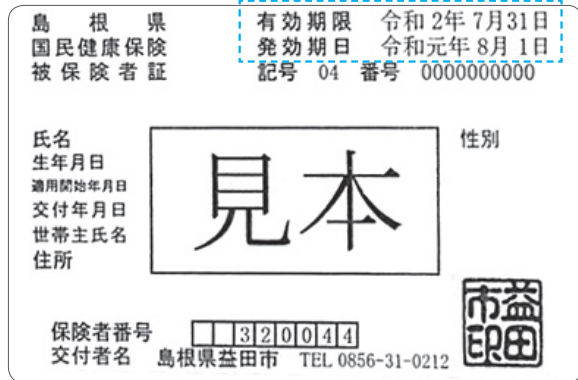 島根県 有効期限 令和 2年 7月31日
国民健康保険 発効期日 令和元年 8月 1日
被保険者証 記号 04 番号 0000000000
氏名 性別
生年月日
適用開始年月日
交付年月日
世帯主氏名
住所
見本
保険者番号 320044
交付者名 島根県益田市 TEL 0856-31-0212
益田市印